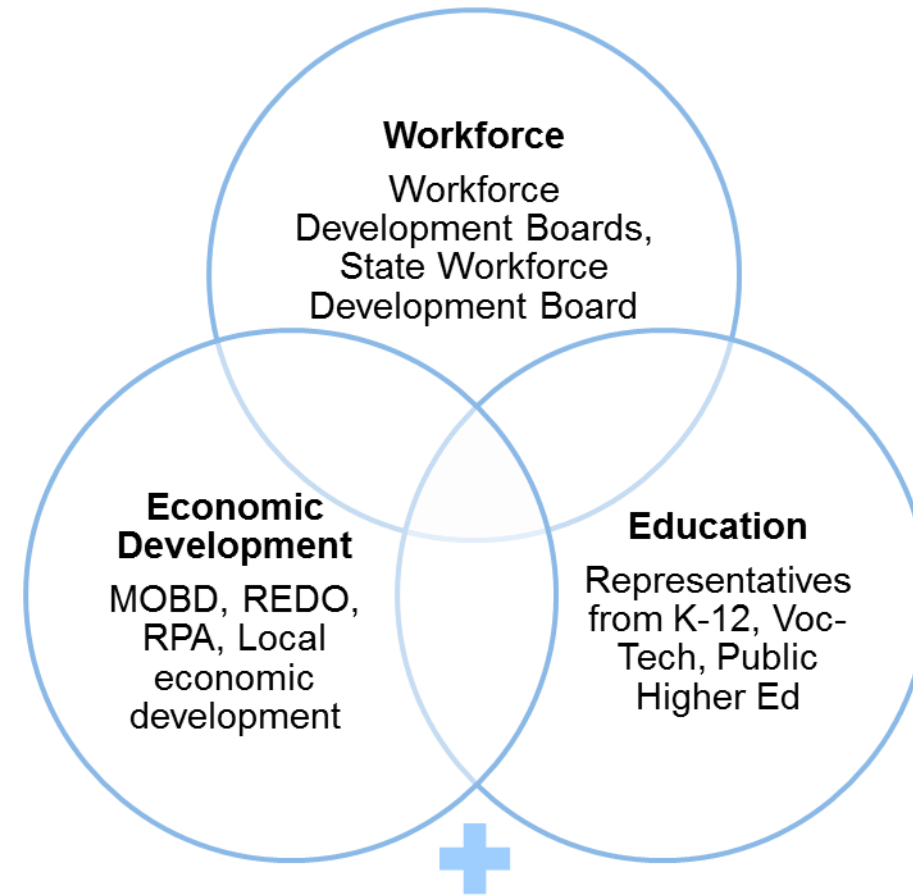 Workforce
Workforce
Development Boards,
State Workforce
Development Board
Economic
Development
MOBD, REDO,
RPA, Local
economic
development
Education
Representatives
from K-12, Voc-
Tech, Public
Higher Ed